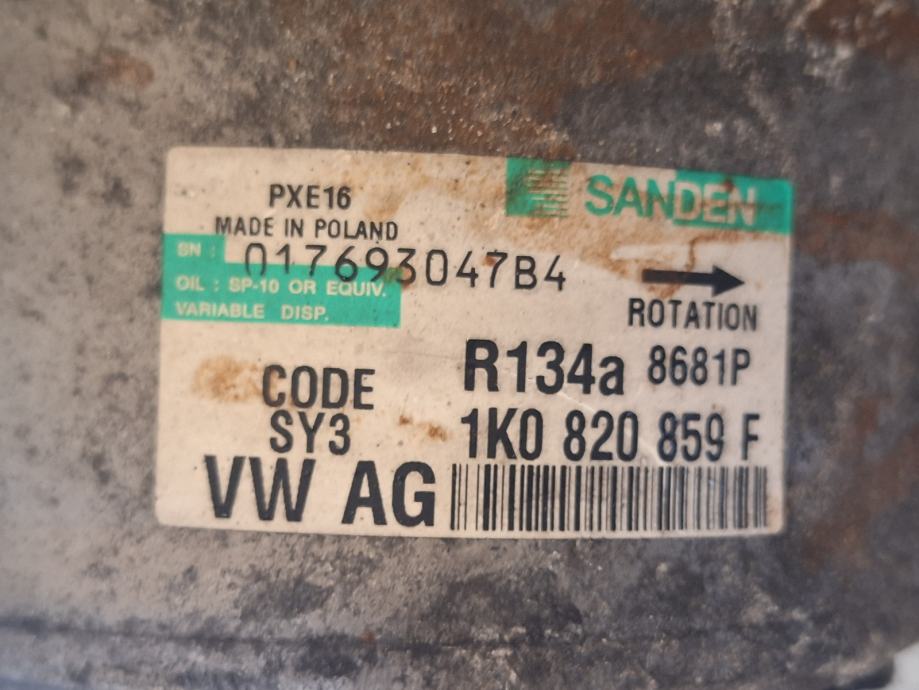 PXE16
SANDEN
MADE IN POLAND
SN : 017693047B4
OIL : SP-10 OR EQUIV.
VARIABLE DISP.
ROTATION
R134a 8681P
CODE
SY3
1K0 820 859 F
VW AG